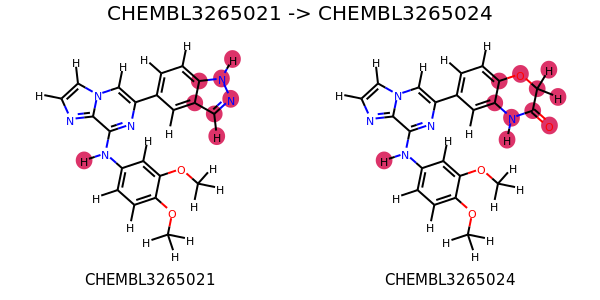 CHEMBL3265021 -> CHEMBL3265024
H H H H H H N N N N N H H N H H H O O H H H H H H
H H H H H O H H N N N O N H N H H H O O H H H H H H
CHEMBL3265021 CHEMBL3265024